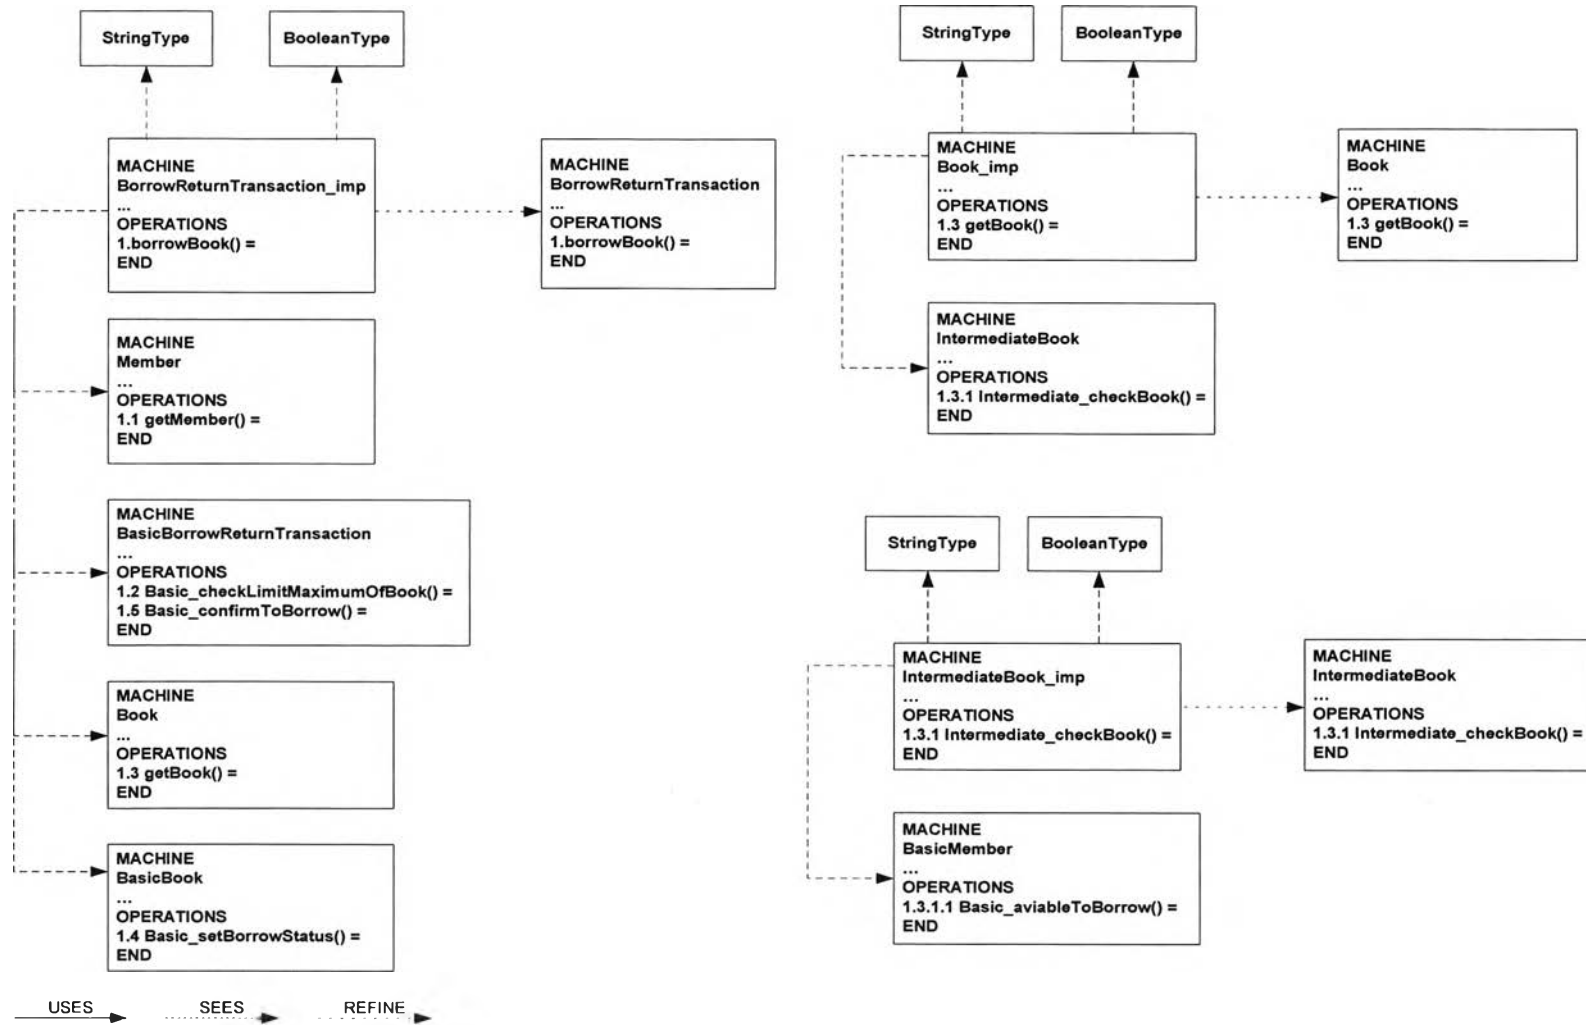 StringType
BooleanType
MACHINE
BorrowReturnTransaction_imp
...
OPERATIONS
1.borrowBook() =
END
MACHINE
BorrowReturnTransaction
...
OPERATIONS
1.borrowBook() =
END
MACHINE
Member
...
OPERATIONS
1.1 getMember() =
END
MACHINE
BasicBorrowReturnTransaction
...
OPERATIONS
1.2 Basic_checkLimitMaximumOfBook() =
1.5 Basic_confirmToBorrow() =
END
MACHINE
Book
...
OPERATIONS
1.3 getBook() =
END
MACHINE
BasicBook
...
OPERATIONS
1.4 Basic_setBorrowStatus() =
END
StringType
BooleanType
MACHINE
Book_imp
...
OPERATIONS
1.3 getBook() =
END
MACHINE
Book
...
OPERATIONS
1.3 getBook() =
END
MACHINE
IntermediateBook
...
OPERATIONS
1.3.1 Intermediate_checkBook() =
END
StringType
BooleanType
MACHINE
IntermediateBook_imp
...
OPERATIONS
1.3.1 Intermediate_checkBook() =
END
MACHINE
IntermediateBook
...
OPERATIONS
1.3.1 Intermediate_checkBook() =
END
MACHINE
BasicMember
...
OPERATIONS
1.3.1.1 Basic_aviableToBorrow() =
END
USES
SEES
REFINE